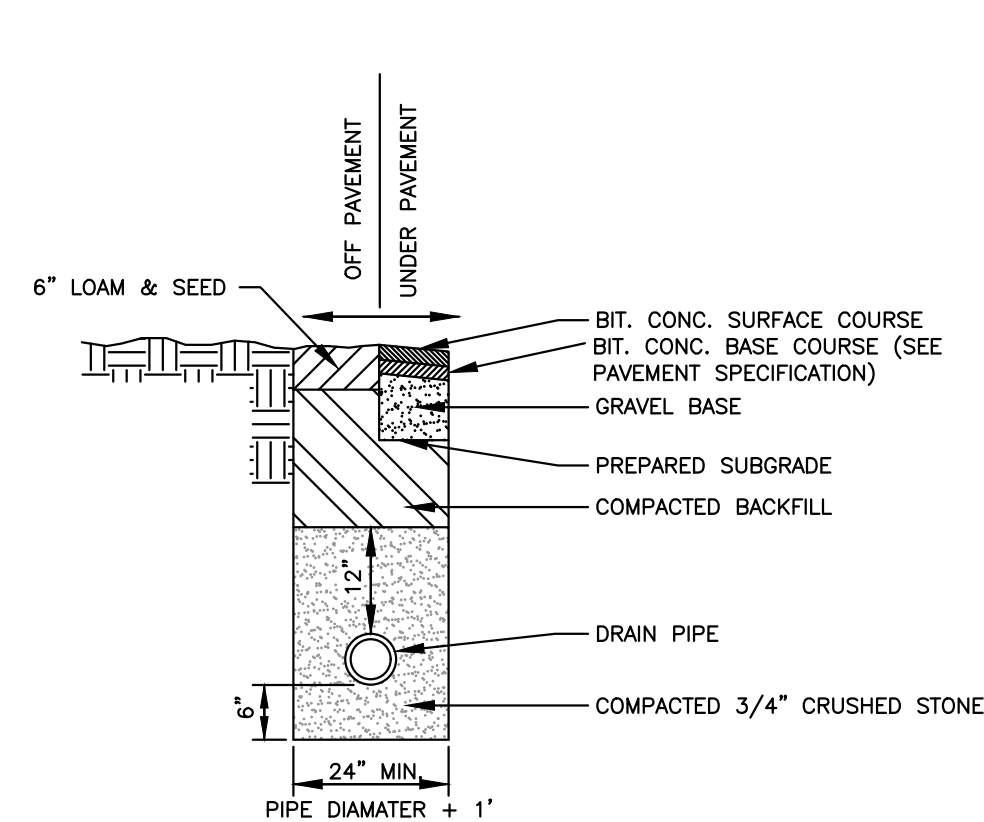 OFF PAVEMENT
UNDER PAVEMENT
6" LOAM & SEED
BIT. CONC. SURFACE COURSE
BIT. CONC. BASE COURSE (SEE
PAVEMENT SPECIFICATION)
GRAVEL BASE
PREPARED SUBGRADE
COMPACTED BACKFILL
12"
DRAIN PIPE
6"
COMPACTED 3/4" CRUSHED STONE
24" MIN.
PIPE DIAMATER + 1'